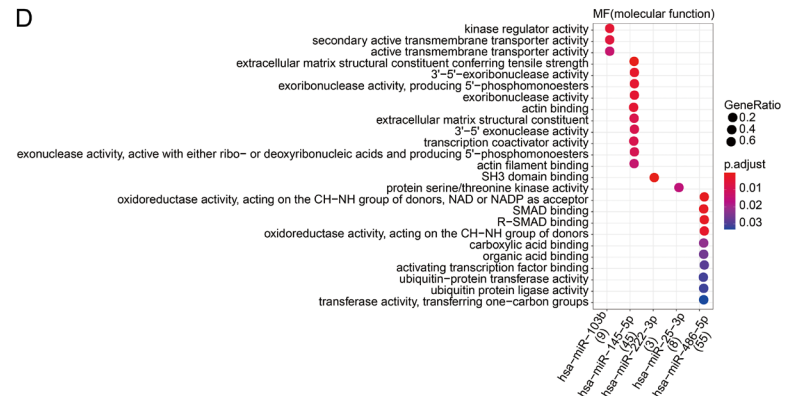 D
MF(molecular function)
kinase regulator activity
secondary active transmembrane transporter activity
active transmembrane transporter activity
extracellular matrix structural constituent conferring tensile strength
3'−5'−exoribonuclease activity
exoribonuclease activity, producing 5'−phosphomonoesters
exoribonuclease activity
actin binding
extracellular matrix structural constituent
3'−5' exonuclease activity
transcription coactivator activity
exonuclease activity, active with either ribo− or deoxyribonucleic acids and producing 5'−phosphomonoesters
actin filament binding
SH3 domain binding
protein serine/threonine kinase activity
oxidoreductase activity, acting on the CH−NH group of donors, NAD or NADP as acceptor
SMAD binding
R−SMAD binding
oxidoreductase activity, acting on the CH−NH group of donors
carboxylic acid binding
organic acid binding
activating transcription factor binding
ubiquitin−protein transferase activity
ubiquitin protein ligase activity
transferase activity, transferring one−carbon groups
hsa−miR−103b
(9)
hsa−miR−145−5p
(45)
hsa−miR−222−3p
(3)
hsa−miR−25−3p
(8)
hsa−miR−486−5p
(55)
GeneRatio
0.2
0.4
0.6
p.adjust
0.01
0.02
0.03